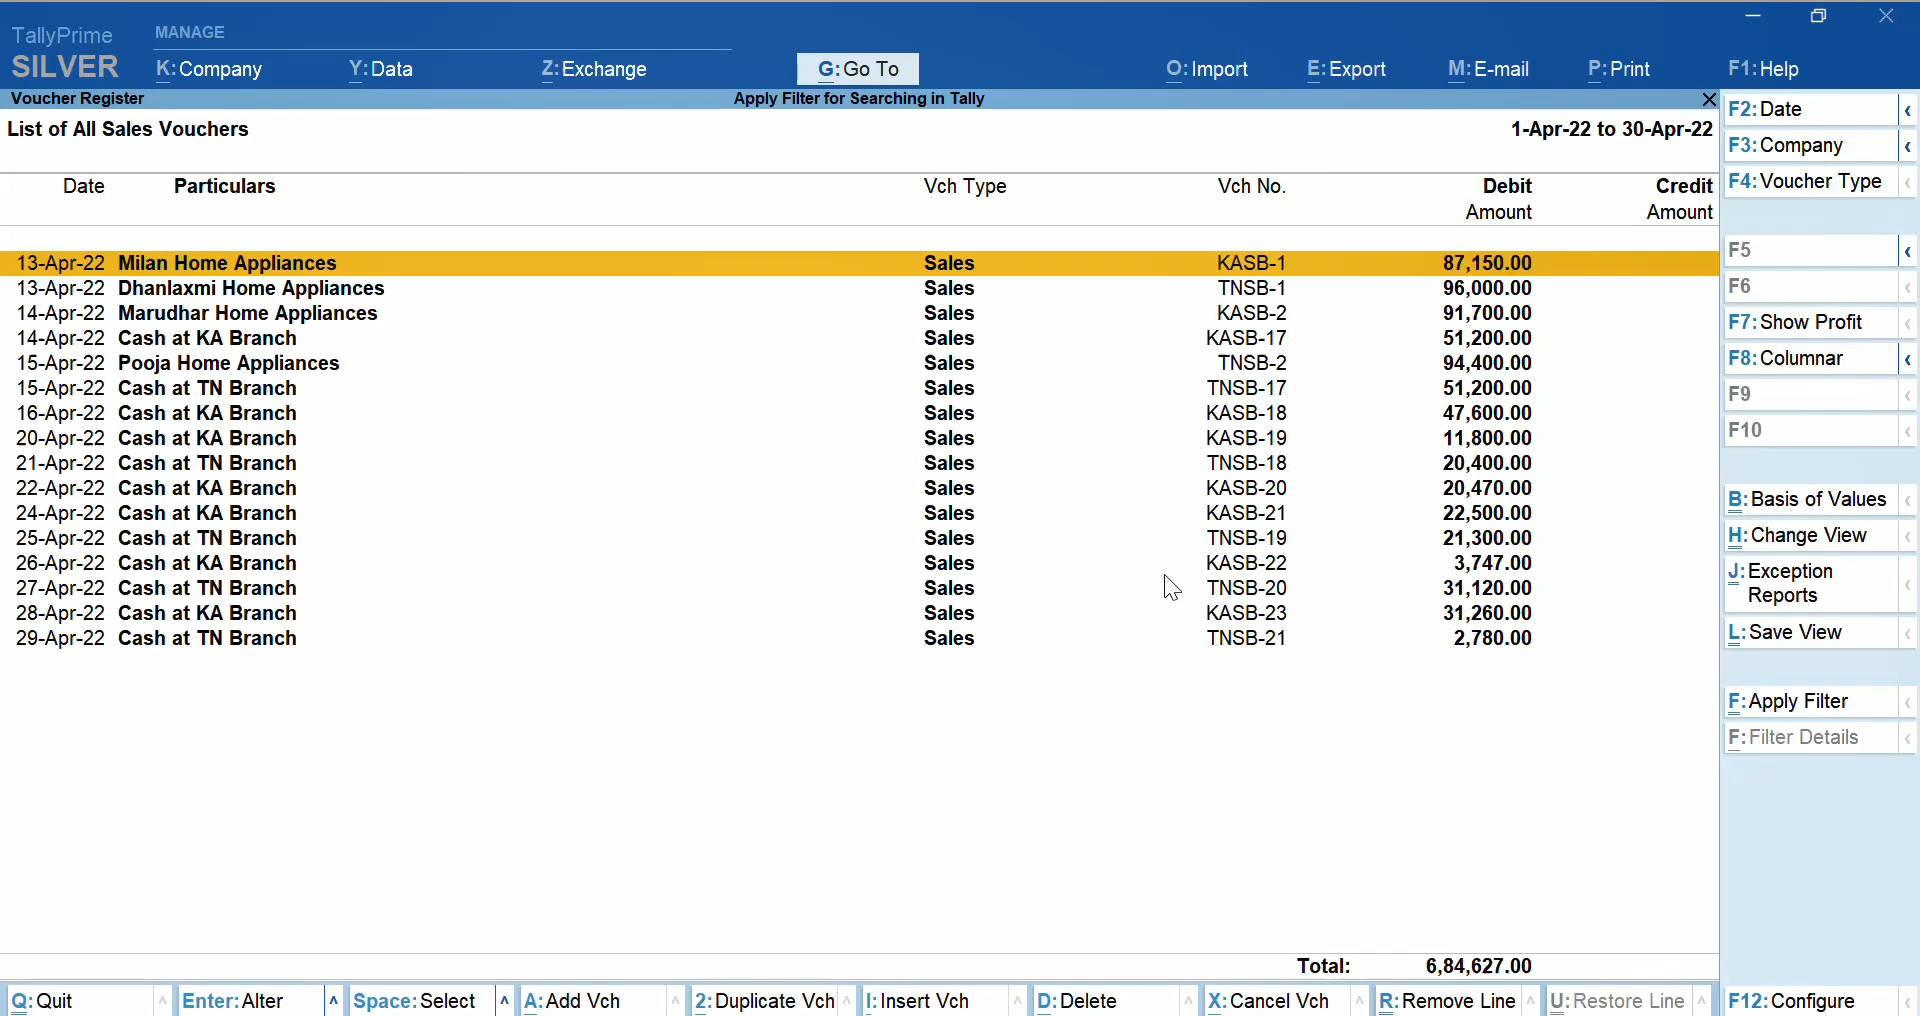 TallyPrime
SILVER
MANAGE
K:Company Y:Data Z:Exchange G:Go To O:Import E:Export M:E-mail P:Print F1:Help
Voucher Register Apply Filter for Searching in Tally
List of All Sales Vouchers 1-Apr-22 to 30-Apr-22
Date Particulars Vch Type Vch No. Debit Credit
Amount Amount
13-Apr-22 Milan Home Appliances Sales KASB-1 87,150.00
13-Apr-22 Dhanlaxmi Home Appliances Sales TNSB-1 96,000.00
14-Apr-22 Marudhar Home Appliances Sales KASB-2 91,700.00
14-Apr-22 Cash at KA Branch Sales KASB-17 51,200.00
15-Apr-22 Pooja Home Appliances Sales TNSB-2 94,400.00
15-Apr-22 Cash at TN Branch Sales TNSB-17 51,200.00
16-Apr-22 Cash at KA Branch Sales KASB-18 47,600.00
20-Apr-22 Cash at KA Branch Sales KASB-19 11,800.00
21-Apr-22 Cash at TN Branch Sales TNSB-18 20,400.00
22-Apr-22 Cash at KA Branch Sales KASB-20 20,470.00
24-Apr-22 Cash at KA Branch Sales KASB-21 22,500.00
25-Apr-22 Cash at TN Branch Sales TNSB-19 21,300.00
26-Apr-22 Cash at KA Branch Sales KASB-22 3,747.00
27-Apr-22 Cash at TN Branch Sales TNSB-20 31,120.00
28-Apr-22 Cash at KA Branch Sales KASB-23 31,260.00
29-Apr-22 Cash at TN Branch Sales TNSB-21 2,780.00
Total: 6,84,627.00
F2:Date
F3:Company
F4:Voucher Type
F5
F6
F7:Show Profit
F8:Columnar
F9
F10
B:Basis of Values
H:Change View
J:Exception
Reports
L:Save View
F:Apply Filter
F:Filter Details
Q:Quit Enter:Alter Space:Select A:Add Vch 2:Duplicate Vch I:Insert Vch D:Delete X:Cancel Vch R:Remove Line U:Restore Line F12:Configure